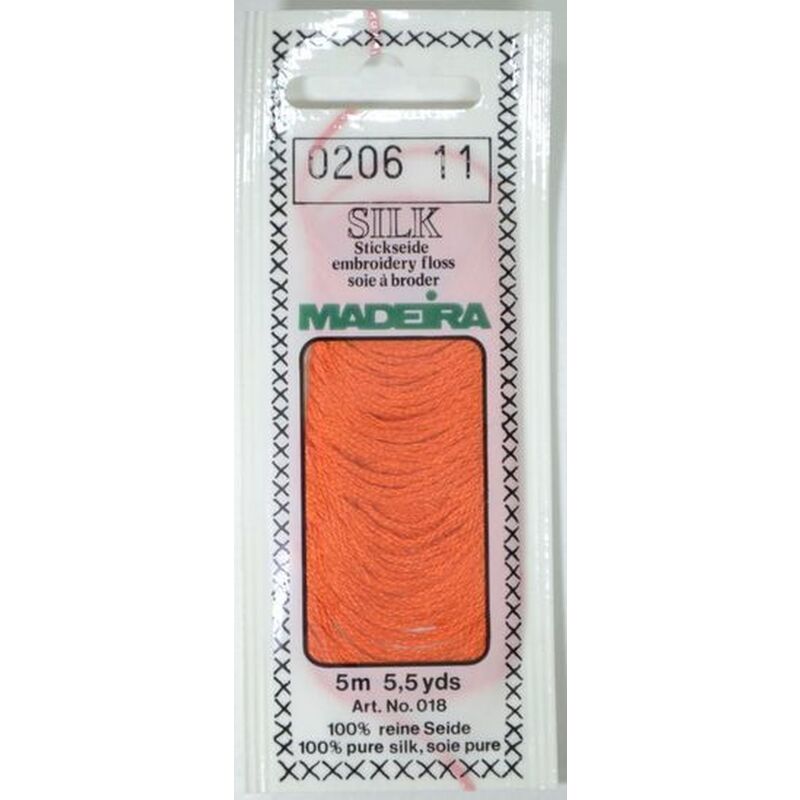 0206 11
SILK
Stickseide
embroidery floss
soie à broder
MADEIRA
5m 5,5 yds
Art. No. 018
100% reine Seide
100% pure silk, soie pure